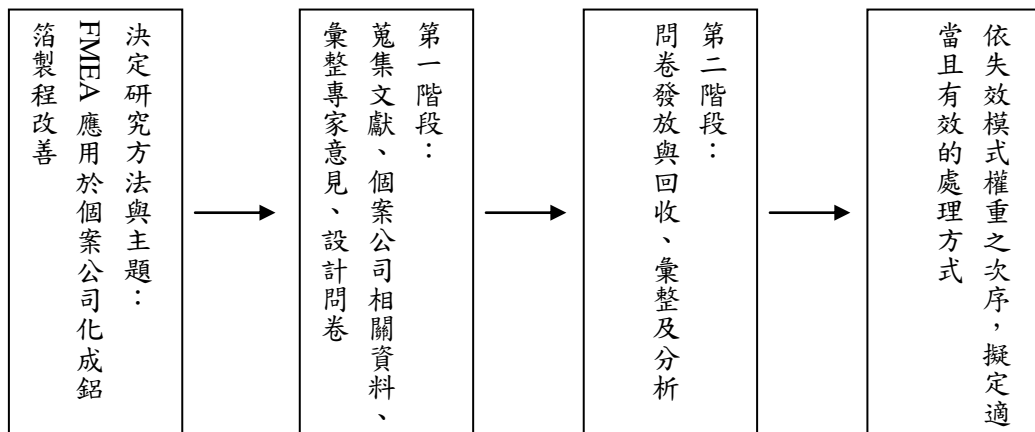 決定研究方法與主題：
FMEA 應用於個案公司化成鋁
箔製程改善
第一階段：
蒐集文獻、個案公司相關資料、
彙整專家意見、設計問卷
第二階段：
問卷發放與回收、彙整及分析
依失效模式權重之次序，擬定適
當且有效的處理方式